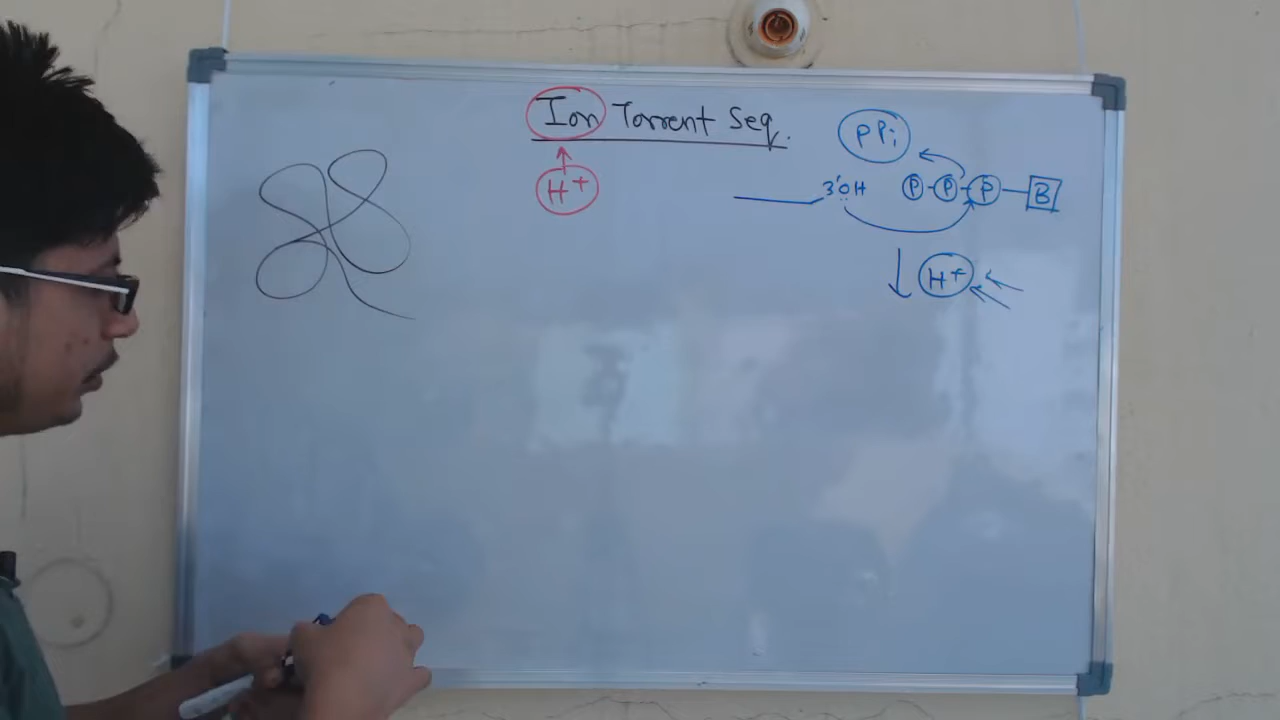 Ion Torrent Seq.
PPi
H+
3'OH P-P-P-B
H+